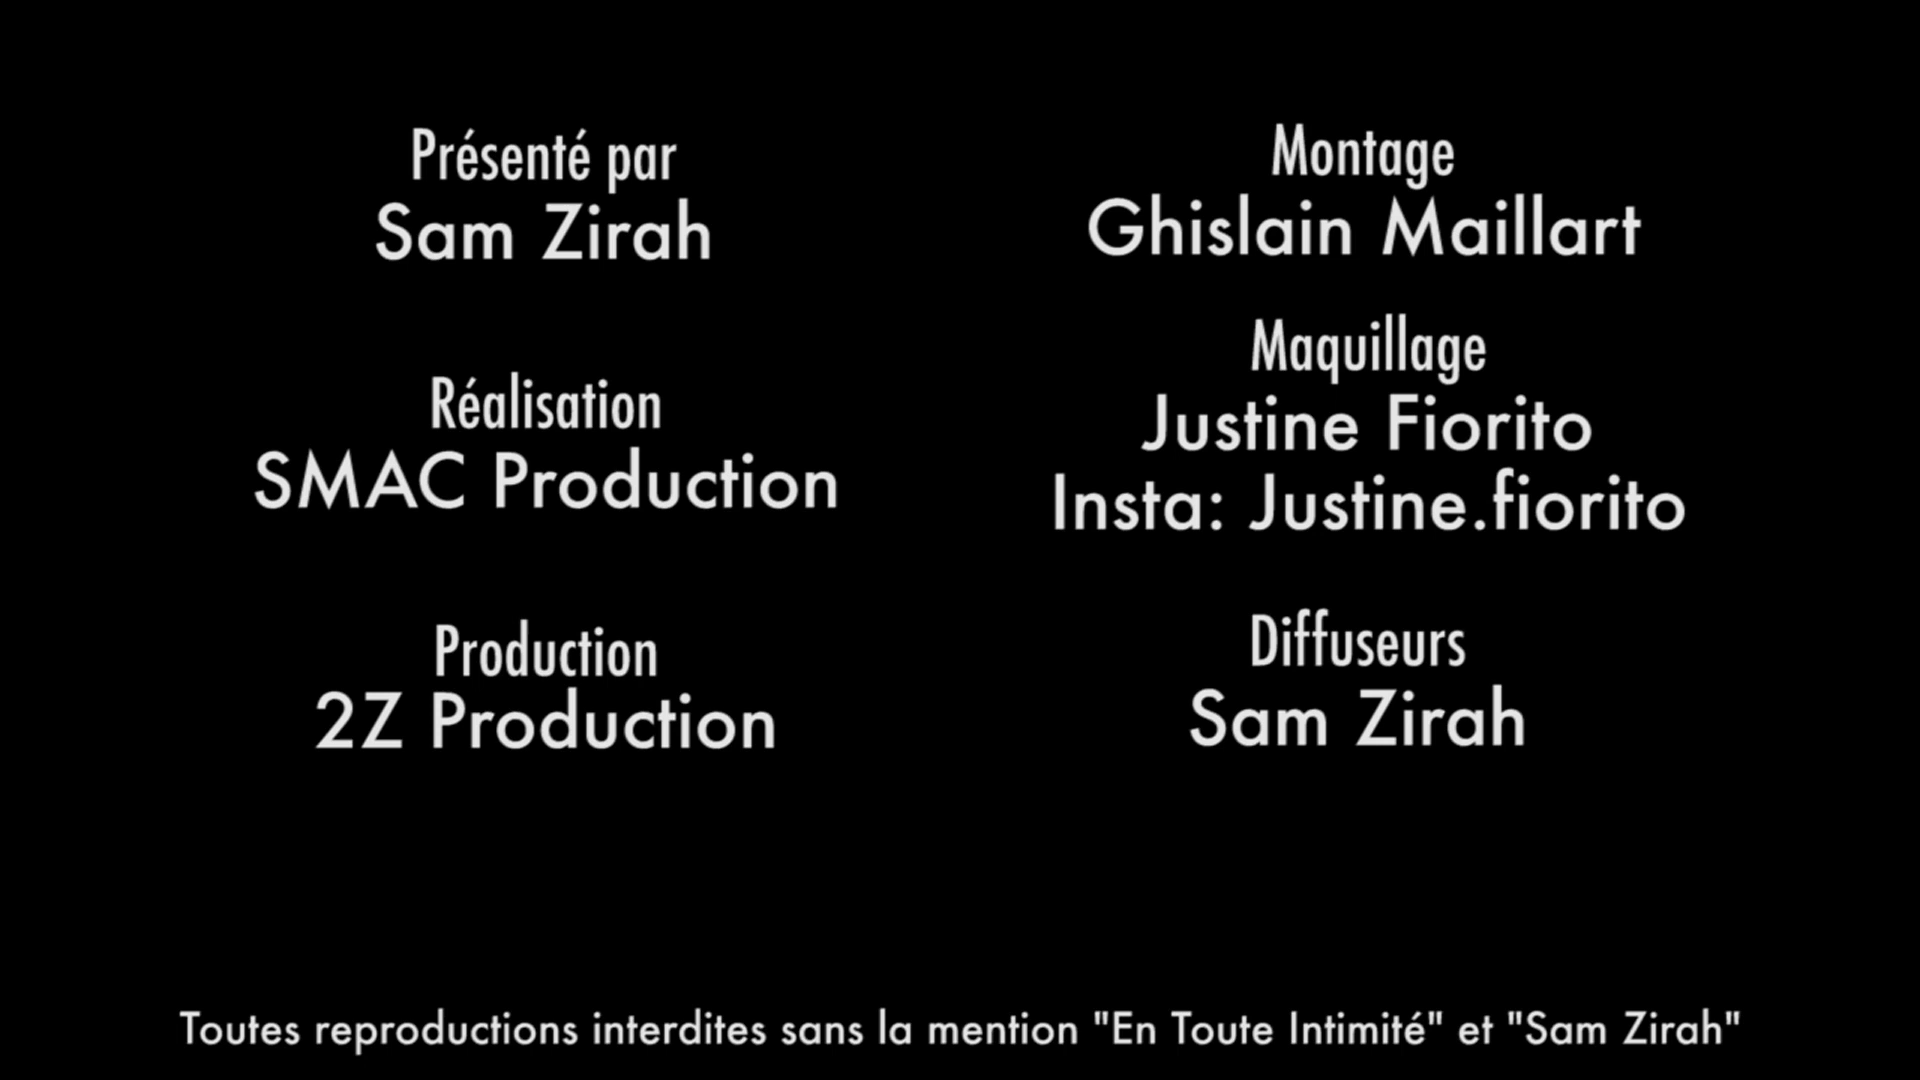 Présenté par
Sam Zirah
Réalisation
SMAC Production
Production
2Z Production
Montage
Ghislain Maillart
Maquillage
Justine Fiorito
Insta: Justine.fiorito
Diffuseurs
Sam Zirah
Toutes reproductions interdites sans la mention "En Toute Intimité" et "Sam Zirah"